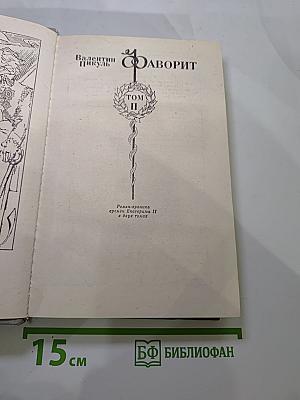 Валентин
Пикуль
ФАВОРИТ
ТОМ
II
Роман-хроника
времен Екатерины II
в двух томах
15 см
БФ БИБЛИОФАН